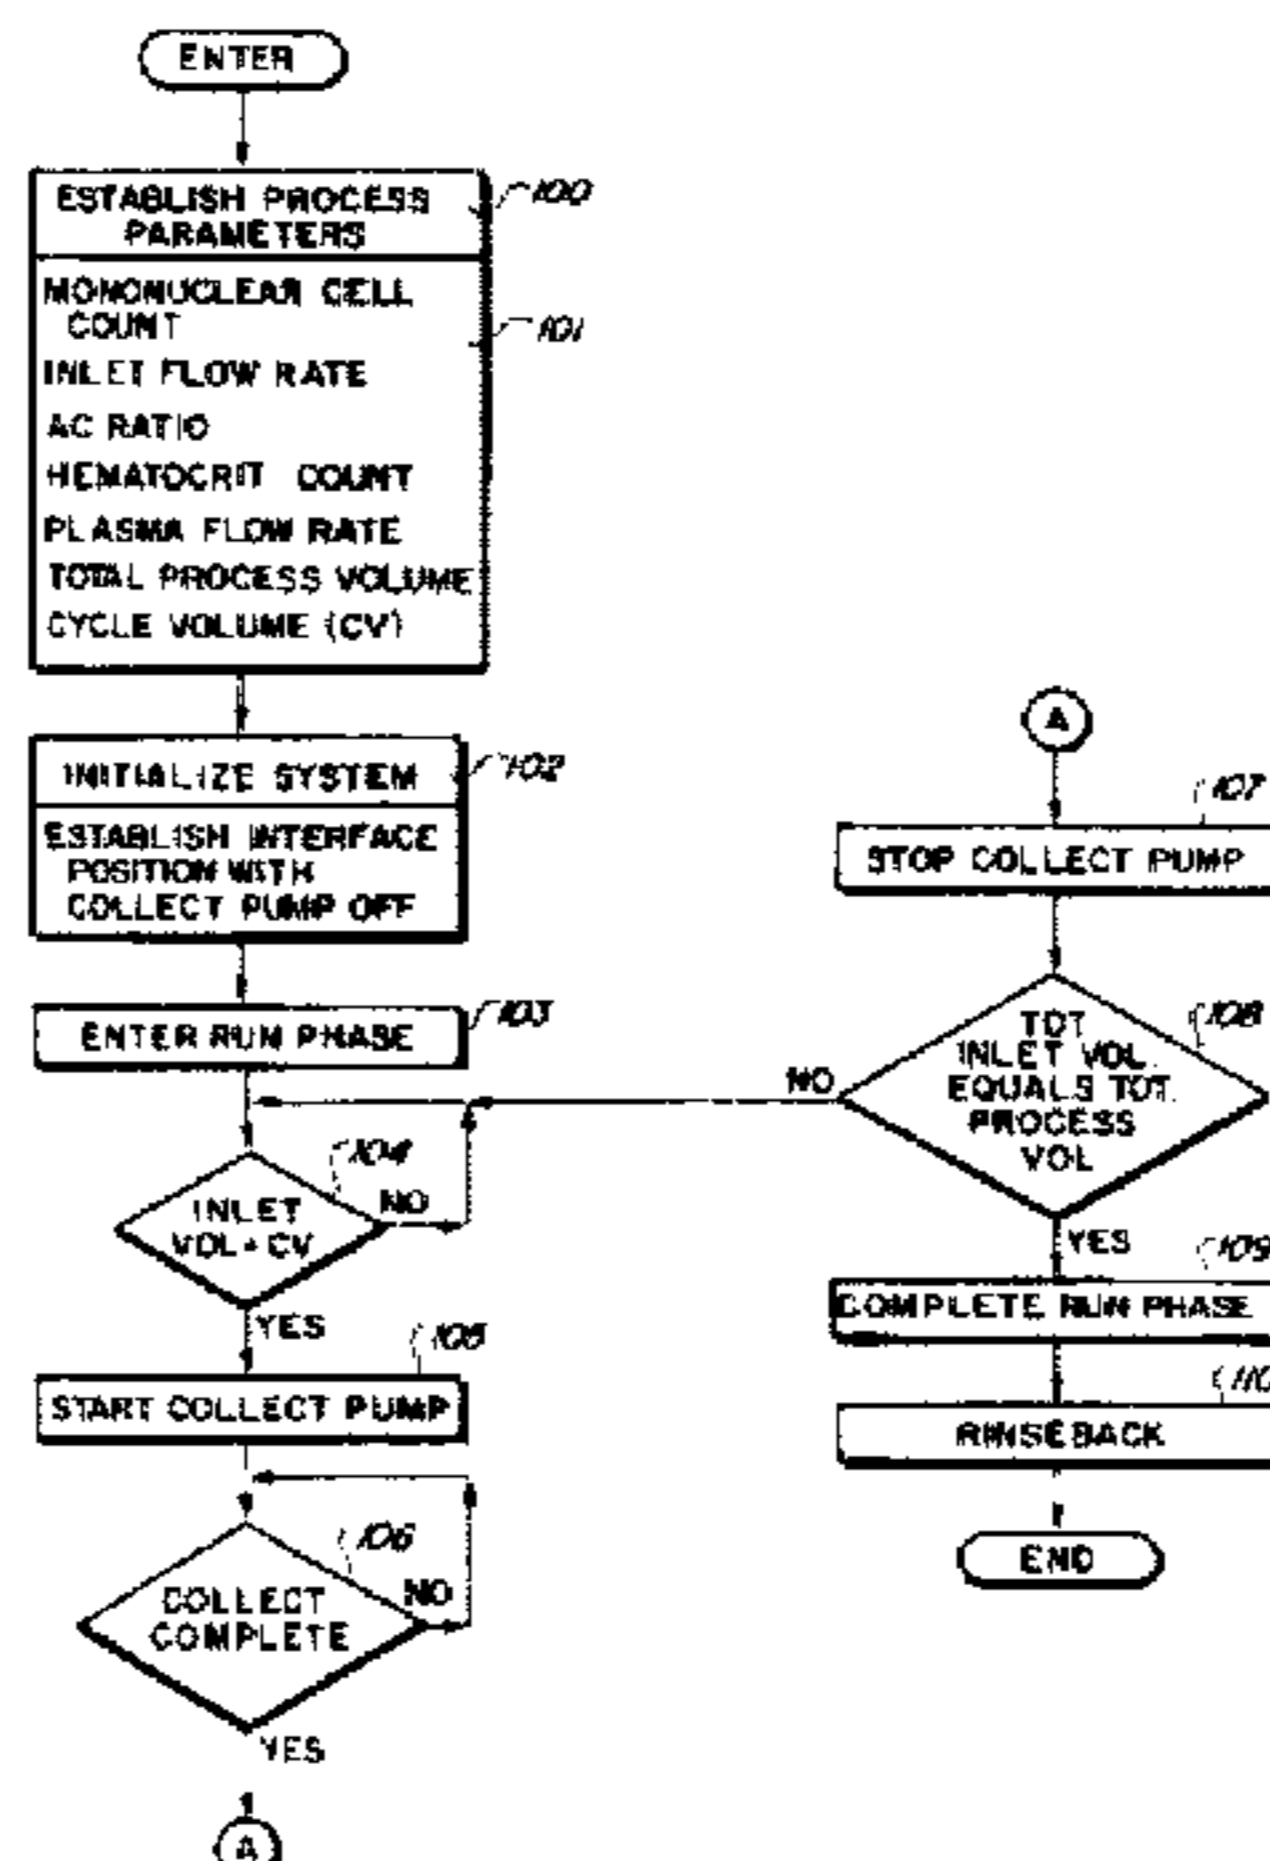 ENTER
ESTABLISH PROCESS
PARAMETERS
100
MONONUCLEAR CELL
COUNT
101
INLET FLOW RATE
AC RATIO
HEMATOCRIT COUNT
PLASMA FLOW RATE
TOTAL PROCESS VOLUME
CYCLE VOLUME (CV)
INITIALIZE SYSTEM
102
ESTABLISH INTERFACE
POSITION WITH
COLLECT PUMP OFF
ENTER RUN PHASE
103
104
INLET
VOL = CV
NO
YES
105
START COLLECT PUMP
106
COLLECT
COMPLETE
NO
YES
A
A
107
STOP COLLECT PUMP
108
TOT
INLET VOL.
EQUALS TOT.
PROCESS
VOL
NO
YES
109
COMPLETE RUN PHASE
110
RINSEBACK
END